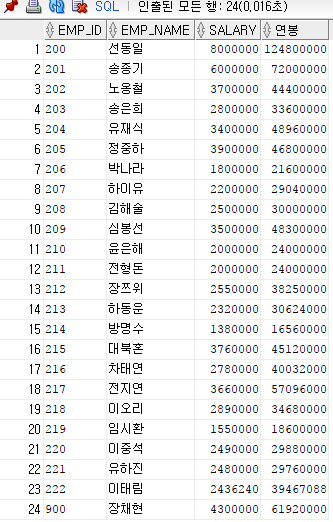 SQL | 인출된 모든 행: 24(0,016초)
EMP_ID EMP_NAME SALARY 연봉
1 200 선동일 8000000 124800000
2 201 송종기 6000000 72000000
3 202 노옹철 3700000 44400000
4 203 송은희 2800000 33600000
5 204 유재식 3400000 48960000
6 205 정중하 3900000 46800000
7 206 박나라 1800000 21600000
8 207 하이유 2200000 29040000
9 208 김해술 2500000 30000000
10 209 심봉선 3500000 48300000
11 210 윤은해 2000000 24000000
12 211 전형돈 2000000 24000000
13 212 장쯔위 2550000 38250000
14 213 하동운 2320000 30624000
15 214 방명수 1380000 16560000
16 215 대북혼 3760000 45120000
17 216 차태연 2780000 40032000
18 217 전지연 3660000 57096000
19 218 이오리 2890000 34680000
20 219 임시환 1550000 18600000
21 220 이중석 2490000 29880000
22 221 유하진 2480000 29760000
23 222 이태림 2436240 39467088
24 900 장채현 4300000 61920000